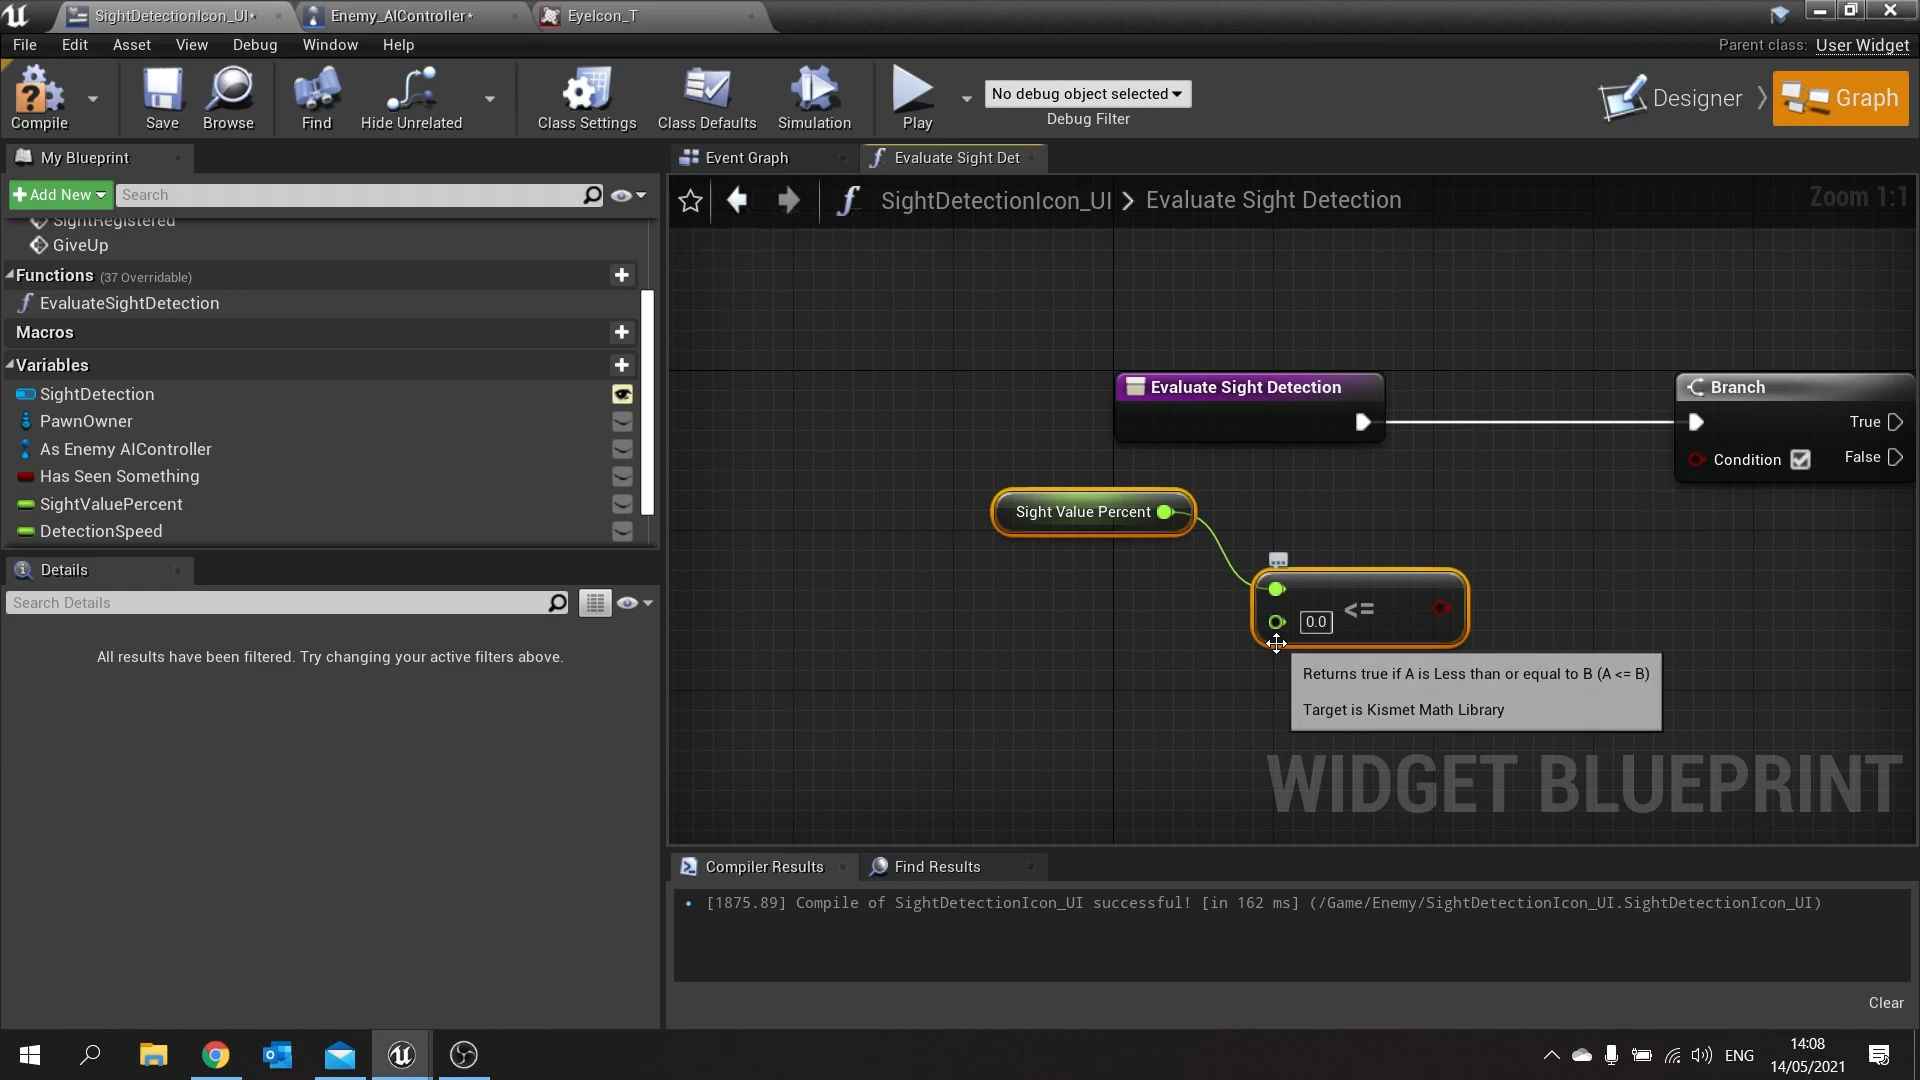 SightDetectionIcon_UI*
Enemy_AIController*
EyeIcon_T
File Edit Asset View Debug Window Help
Parent class: User Widget
Compile
Save
Browse
Find
Hide Unrelated
Class Settings
Class Defaults
Simulation
Play
No debug object selected
Debug Filter
Designer
Graph
My Blueprint
Event Graph
Evaluate Sight Det
Add New
Search
SightDetectionIcon_UI > Evaluate Sight Detection
Zoom 1:1
SightRegistered
GiveUp
Functions (37 Overridable)
EvaluateSightDetection
Macros
Variables
SightDetection
PawnOwner
As Enemy AIController
Has Seen Something
SightValuePercent
DetectionSpeed
Evaluate Sight Detection
Branch
True
Condition
False
Sight Value Percent
0.0
<=
Returns true if A is Less than or equal to B (A <= B)
Target is Kismet Math Library
WIDGET BLUEPRINT
Details
Search Details
All results have been filtered. Try changing your active filters above.
Compiler Results
Find Results
[1875.89] Compile of SightDetectionIcon_UI successful! [in 162 ms] (/Game/Enemy/SightDetectionIcon_UI.SightDetectionIcon_UI)
Clear
ENG
14:08
14/05/2021